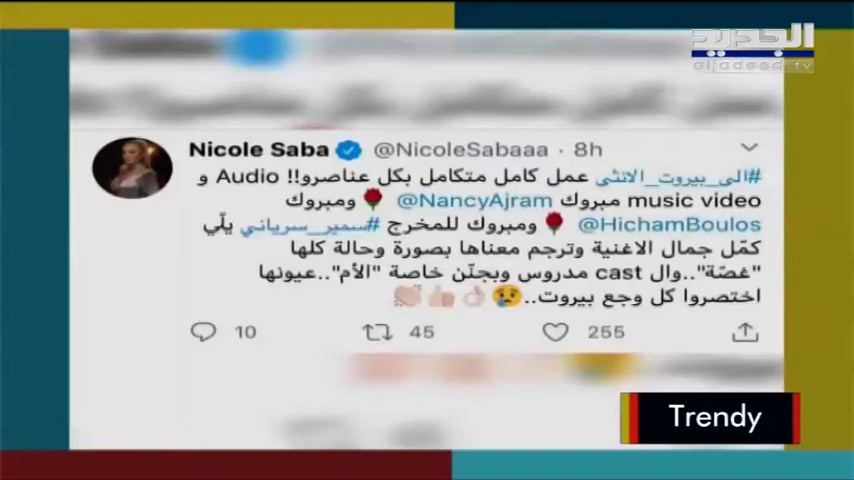 الجديد
aljadeed.tv
Nicole Saba @NicoleSabaaa · 8h
#الى_بيروت_الانثى عمل كامل متكامل بكل عناصرو!! Audio و
music video مبروك @NancyAjram 🌹 ومبروك
@HichamBoulos 🌹 ومبروك للمخرج #سمير_سرياني يلّي
كمّل جمال الاغنية وترجم معناها بصورة وحالة كلها
"غصّة"..وال cast مدروس وبجنّن خاصة "الأم"..عيونها
اختصروا كل وجع بيروت..😢👌🏻👍🏻👏🏻
10 45 255
Trendy